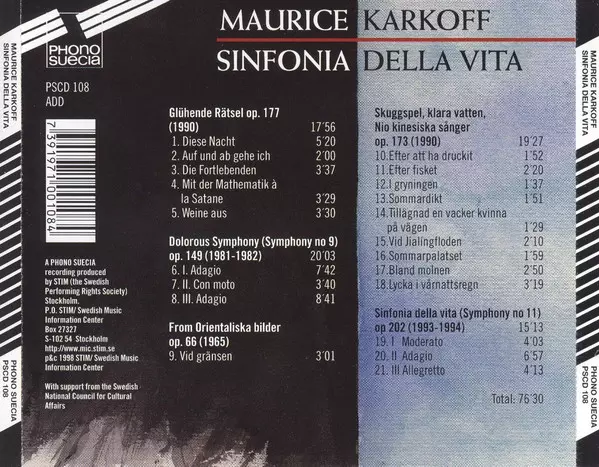 MAURICE KARKOFF
SINFONIA DELLA VITA
PHONO
SUECIA
PSCD 108
ADD
7391971001084
A PHONO SUECIA
recording produced
by STIM (the Swedish
Performing Rights Society)
Stockholm.
P.O. STIM/ Swedish Music
Information Center
Box 27327
S-102 54 Stockholm
http://www.mic.stim.se
p&c 1998 STIM/ Swedish Music
Information Center
With support from the Swedish
National Council for Cultural
Affairs
Glühende Rätsel op. 177
(1990) 17'56
1. Diese Nacht 5'20
2. Auf und ab gehe ich 2'00
3. Die Fortlebenden 3'37
4. Mit der Mathematik à
la Satane 3'29
5. Weine aus 3'30
Dolorous Symphony (Symphony no 9)
op. 149 (1981-1982) 20'03
6. I. Adagio 7'42
7. II. Con moto 3'40
8. III. Adagio 8'41
From Orientaliska bilder
op. 66 (1965)
9. Vid gränsen 3'01
Skuggspel, klara vatten,
Nio kinesiska sånger
op. 173 (1990) 19'27
10. Efter att ha druckit 1'52
11. Efter fisket 2'20
12. I gryningen 1'37
13. Sommardikt 1'51
14. Tillägnad en vacker kvinna
på vägen 1'29
15. Vid Jialingfloden 2'10
16. Sommarpalatset 1'59
17. Bland molnen 2'50
18. Lycka i vårnattsregn 3'19
Sinfonia della vita (Symphony no 11)
op 202 (1993-1994) 15'13
19. I Moderato 4'03
20. II Adagio 6'57
21. III Allegretto 4'13
Total: 76'30
MAURICE KARKOFF
SINFONIA DELLA VITA
PHONO SUECIA
PSCD 108
MAURICE KARKOFF
SINFONIA DELLA VITA
PHONO SUECIA
PSCD 108